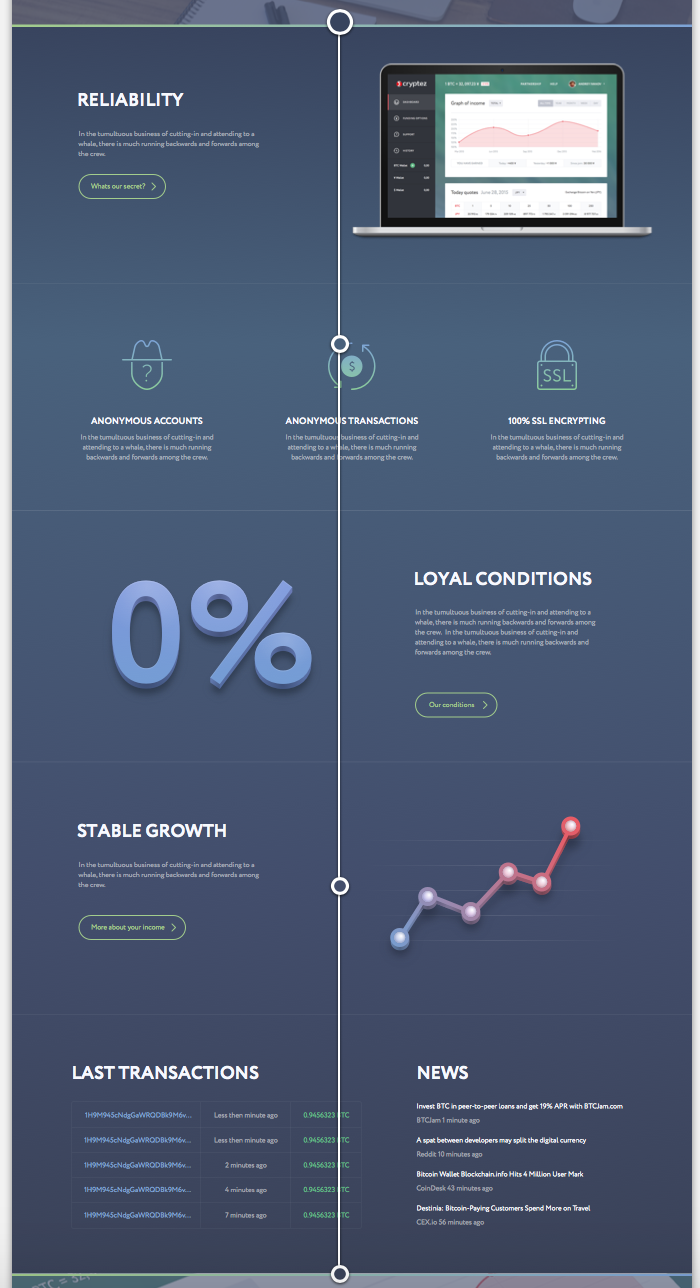 RELIABILITY
In the tumultuous business of cutting-in and attending to a
whale, there is much running backwards and forwards among
the crew.
Whats our secret?
cryptez
Graph of income
Today quotes June 28, 2015
?
$
SSL
ANONYMOUS ACCOUNTS
In the tumultuous business of cutting-in and
attending to a whale, there is much running
backwards and forwards among the crew.
ANONYMOUS TRANSACTIONS
In the tumultuous business of cutting-in and
attending to a whale, there is much running
backwards and forwards among the crew.
100% SSL ENCRYPTING
In the tumultuous business of cutting-in and
attending to a whale, there is much running
backwards and forwards among the crew.
0%
LOYAL CONDITIONS
In the tumultuous business of cutting-in and attending to a
whale, there is much running backwards and forwards among
the crew. In the tumultuous business of cutting-in and
attending to a whale, there is much running backwards and
forwards among the crew.
Our conditions
STABLE GROWTH
In the tumultuous business of cutting-in and attending to a
whale, there is much running backwards and forwards among
the crew.
More about your income
LAST TRANSACTIONS
1H9M945cNdgGaWRQDBk9M6v... Less then minute ago 0.9456323 BTC
1H9M945cNdgGaWRQDBk9M6v... Less then minute ago 0.9456323 BTC
1H9M945cNdgGaWRQDBk9M6v... 2 minutes ago 0.9456323 BTC
1H9M945cNdgGaWRQDBk9M6v... 4 minutes ago 0.9456323 BTC
1H9M945cNdgGaWRQDBk9M6v... 7 minutes ago 0.9456323 BTC
NEWS
Invest BTC in peer-to-peer loans and get 19% APR with BTCJam.com
BTCJam 1 minute ago
A spat between developers may split the digital currency
Reddit 10 minutes ago
Bitcoin Wallet Blockchain.info Hits 4 Million User Mark
CoinDesk 43 minutes ago
Destinia: Bitcoin-Paying Customers Spend More on Travel
CEX.io 56 minutes ago